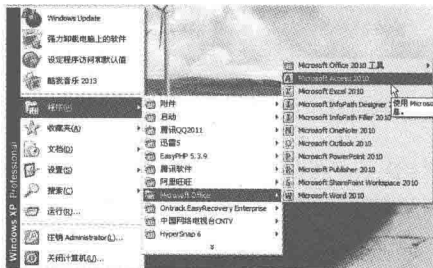 Windows Update
强力卸载电脑上的软件
设定程序访问和默认值
酷我音乐 2013
程序(P)
收藏夹(A)
文档(D)
设置(S)
搜索(C)
运行(R)...
注销 Administrator(L)...
关闭计算机(U)...
Windows XP Professional
附件
启动
腾讯QQ2011
迅雷5
EasyPHP 5.3.9
腾讯软件
阿里旺旺
Microsoft Office
Ontrack EasyRecovery Enterprise
中国网络电视台CNTV
HyperSnap 6
Microsoft Office 2010 工具
Microsoft Access 2010
Microsoft Excel 2010
Microsoft InfoPath Designer 2
Microsoft InfoPath Filler 2010
Microsoft OneNote 2010
Microsoft Outlook 2010
Microsoft PowerPoint 2010
Microsoft Publisher 2010
Microsoft SharePoint Workspace 2010
Microsoft Word 2010
使用 Microso
息。